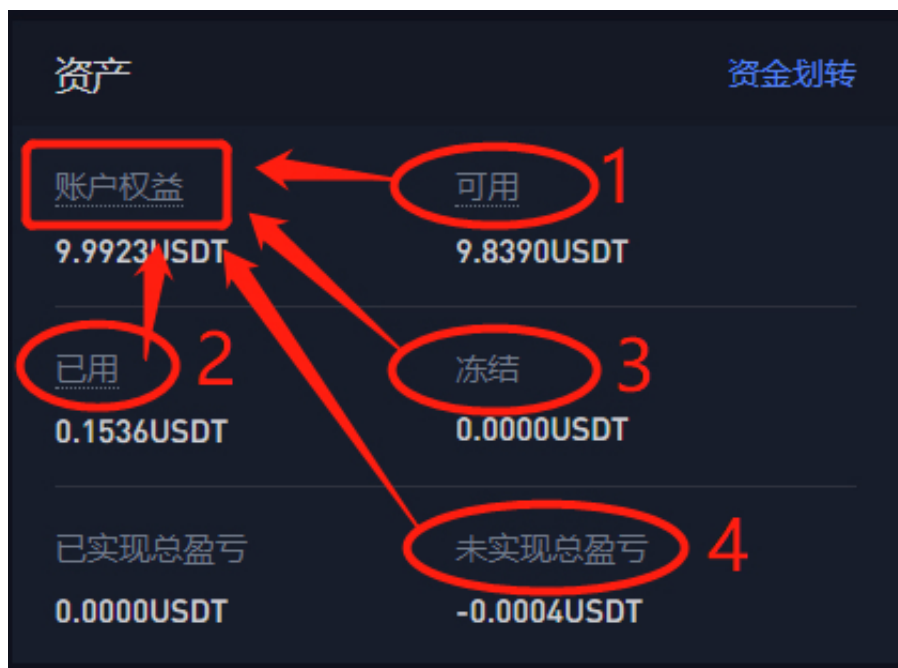 资产 资金划转
账户权益 可用 1
9.9923USDT 9.8390USDT
已用 2 冻结 3
0.1536USDT 0.0000USDT
已实现总盈亏 未实现总盈亏 4
0.0000USDT -0.0004USDT